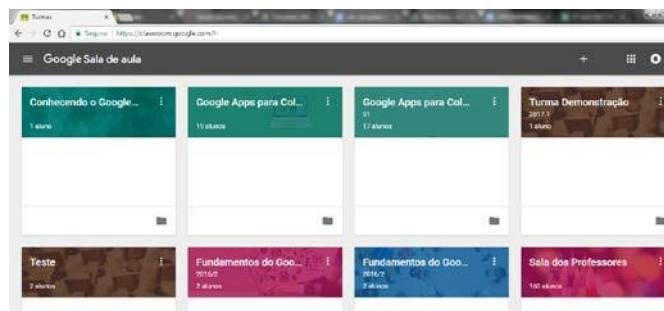 Turmas
Seguro https://classroom.google.com/h
Google Sala de aula
Conhecendo o Google...
1 aluno
Google Apps para Col...
15 alunos
Google Apps para Col...
01
17 alunos
Turma Demonstração
2017.1
1 aluno
Teste
2 alunos
Fundamentos do Goo...
2016/2
2 alunos
Fundamentos do Goo...
2016/2
Sala dos Professores
160 alunos